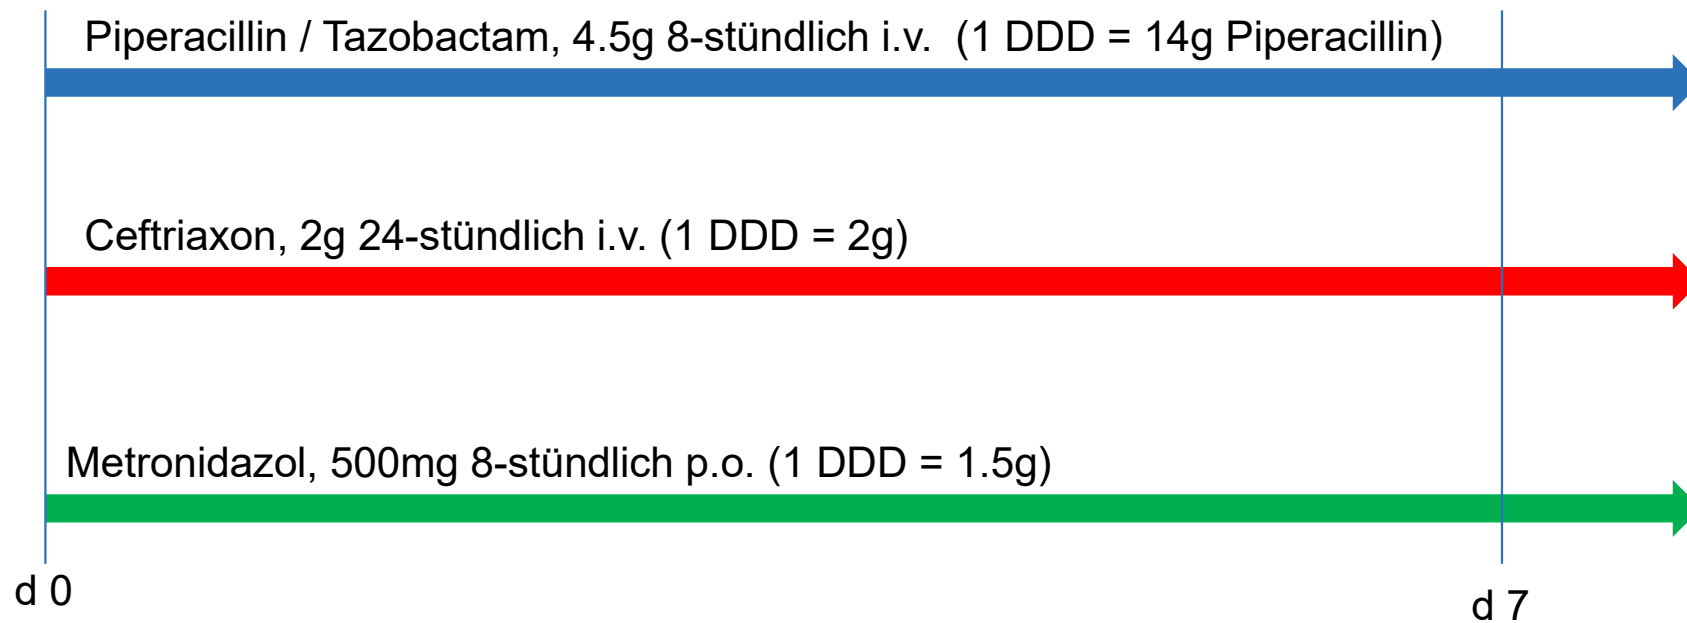 Piperacillin / Tazobactam, 4.5g 8-stündlich i.v.  (1 DDD = 14g Piperacillin)
Ceftriaxon, 2g 24-stündlich i.v. (1 DDD = 2g)
Metronidazol, 500mg 8-stündlich p.o. (1 DDD = 1.5g)
d 0
d 7